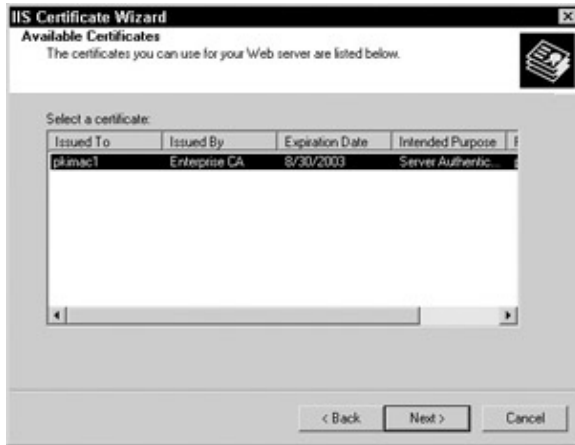 IIS Certificate Wizard
Available Certificates
The certificates you can use for your Web server are listed below.
Select a certificate:
Issued To Issued By Expiration Date Intended Purpose
pkimac1 Enterprise CA 8/30/2003 Server Authentic...
< Back Next > Cancel